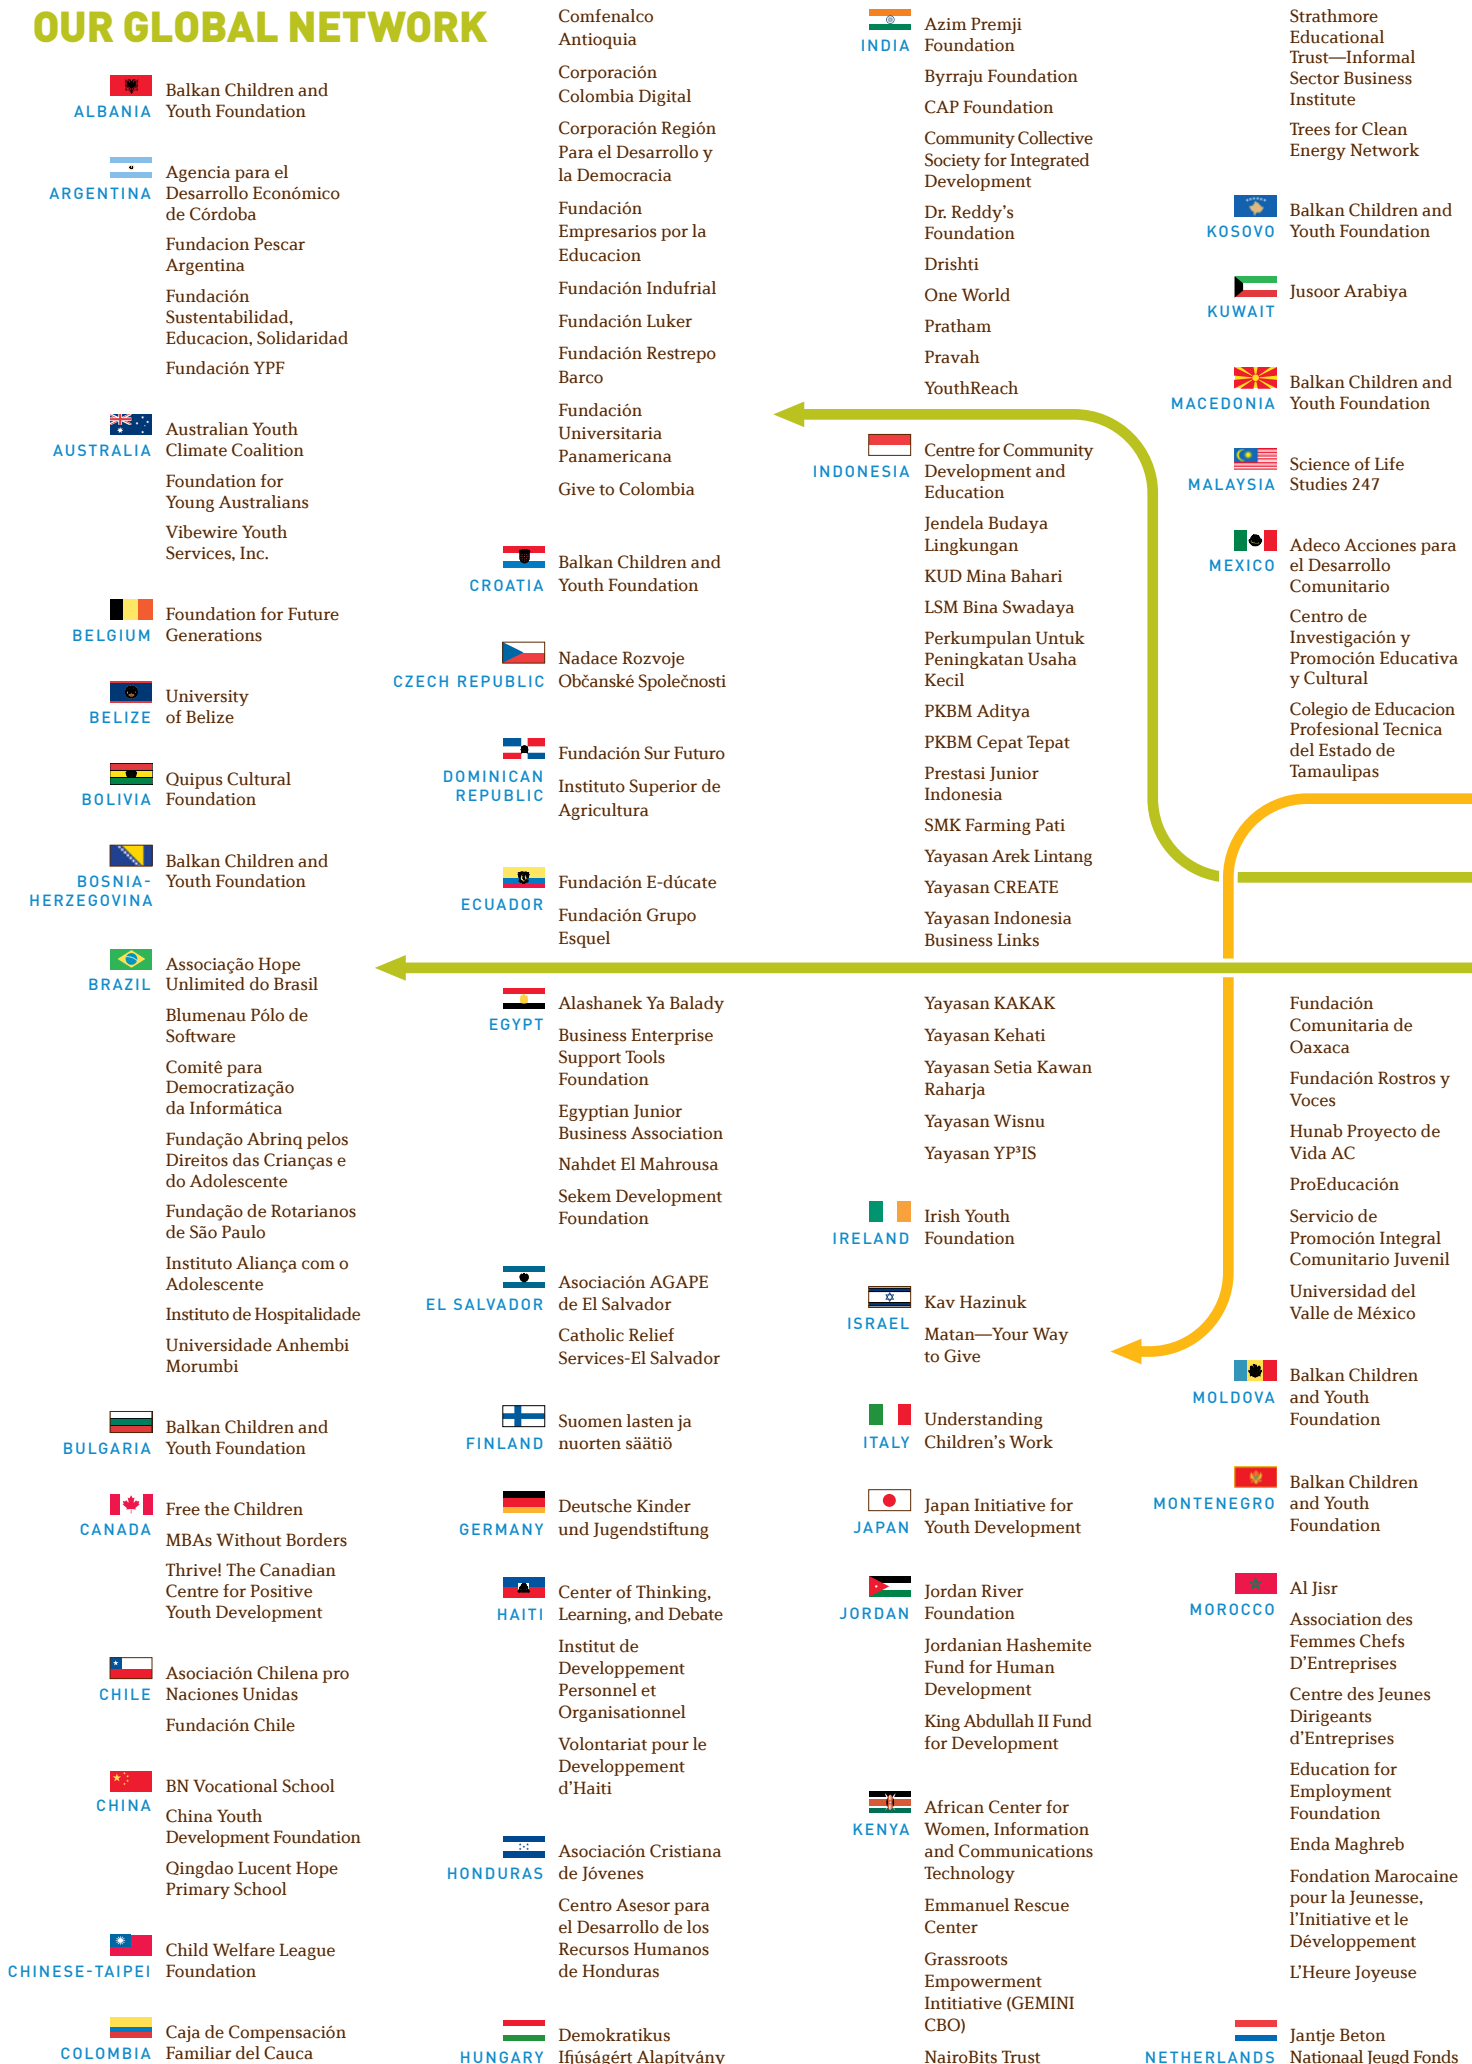 OUR GLOBAL NETWORK
ALBANIA
Balkan Children and
Youth Foundation
ARGENTINA
Agencia para el
Desarrollo Económico
de Córdoba
Fundacion Pescar
Argentina
Fundación
Sustentabilidad,
Educacion, Solidaridad
Fundación YPF
AUSTRALIA
Australian Youth
Climate Coalition
Foundation for
Young Australians
Vibewire Youth
Services, Inc.
BELGIUM
Foundation for Future
Generations
BELIZE
University
of Belize
BOLIVIA
Quipus Cultural
Foundation
BOSNIA-
HERZEGOVINA
Balkan Children and
Youth Foundation
BRAZIL
Associação Hope
Unlimited do Brasil
Blumenau Pólo de
Software
Comitê para
Democratização
da Informática
Fundação Abrinq pelos
Direitos das Crianças e
do Adolescente
Fundação de Rotarianos
de São Paulo
Instituto Aliança com o
Adolescente
Instituto de Hospitalidade
Universidade Anhembi
Morumbi
BULGARIA
Balkan Children and
Youth Foundation
CANADA
Free the Children
MBAs Without Borders
Thrive! The Canadian
Centre for Positive
Youth Development
CHILE
Asociación Chilena pro
Naciones Unidas
Fundación Chile
CHINA
BN Vocational School
China Youth
Development Foundation
Qingdao Lucent Hope
Primary School
CHINESE-TAIPEI
Child Welfare League
Foundation
COLOMBIA
Caja de Compensación
Familiar del Cauca
Comfenalco
Antioquia
Corporación
Colombia Digital
Corporación Región
Para el Desarrollo y
la Democracia
Fundación
Empresarios por la
Educacion
Fundación Indufrial
Fundación Luker
Fundación Restrepo
Barco
Fundación
Universitaria
Panamericana
Give to Colombia
CROATIA
Balkan Children and
Youth Foundation
CZECH REPUBLIC
Nadace Rozvoje
Občanské Společnosti
DOMINICAN
REPUBLIC
Fundación Sur Futuro
Instituto Superior de
Agricultura
ECUADOR
Fundación E-dúcate
Fundación Grupo
Esquel
EGYPT
Alashanek Ya Balady
Business Enterprise
Support Tools
Foundation
Egyptian Junior
Business Association
Nahdet El Mahrousa
Sekem Development
Foundation
EL SALVADOR
Asociación AGAPE
de El Salvador
Catholic Relief
Services-El Salvador
FINLAND
Suomen lasten ja
nuorten säätiö
GERMANY
Deutsche Kinder
und Jugendstiftung
HAITI
Center of Thinking,
Learning, and Debate
Institut de
Developpement
Personnel et
Organisationnel
Volontariat pour le
Developpement
d'Haiti
HONDURAS
Asociación Cristiana
de Jóvenes
Centro Asesor para
el Desarrollo de los
Recursos Humanos
de Honduras
HUNGARY
Demokratikus
Ifjúságért Alapítvány
INDIA
Azim Premji
Foundation
Byrraju Foundation
CAP Foundation
Community Collective
Society for Integrated
Development
Dr. Reddy's
Foundation
Drishti
One World
Pratham
Pravah
YouthReach
INDONESIA
Centre for Community
Development and
Education
Jendela Budaya
Lingkungan
KUD Mina Bahari
LSM Bina Swadaya
Perkumpulan Untuk
Peningkatan Usaha
Kecil
PKBM Aditya
PKBM Cepat Tepat
Prestasi Junior
Indonesia
SMK Farming Pati
Yayasan Arek Lintang
Yayasan CREATE
Yayasan Indonesia
Business Links
Yayasan KAKAK
Yayasan Kehati
Yayasan Setia Kawan
Raharja
Yayasan Wisnu
Yayasan YP³IS
IRELAND
Irish Youth
Foundation
ISRAEL
Kav Hazinuk
Matan—Your Way
to Give
ITALY
Understanding
Children's Work
JAPAN
Japan Initiative for
Youth Development
JORDAN
Jordan River
Foundation
Jordanian Hashemite
Fund for Human
Development
King Abdullah II Fund
for Development
KENYA
African Center for
Women, Information
and Communications
Technology
Emmanuel Rescue
Center
Grassroots
Empowerment
Intitiative (GEMINI
CBO)
NairoBits Trust
Strathmore
Educational
Trust—Informal
Sector Business
Institute
Trees for Clean
Energy Network
KOSOVO
Balkan Children and
Youth Foundation
KUWAIT
Jusoor Arabiya
MACEDONIA
Balkan Children and
Youth Foundation
MALAYSIA
Science of Life
Studies 247
MEXICO
Adeco Acciones para
el Desarrollo
Comunitario
Centro de
Investigación y
Promoción Educativa
y Cultural
Colegio de Educacion
Profesional Tecnica
del Estado de
Tamaulipas
Fundación
Comunitaria de
Oaxaca
Fundación Rostros y
Voces
Hunab Proyecto de
Vida AC
ProEducación
Servicio de
Promoción Integral
Comunitario Juvenil
Universidad del
Valle de México
MOLDOVA
Balkan Children
and Youth
Foundation
MONTENEGRO
Balkan Children
and Youth
Foundation
MOROCCO
Al Jisr
Association des
Femmes Chefs
D'Entreprises
Centre des Jeunes
Dirigeants
d'Entreprises
Education for
Employment
Foundation
Enda Maghreb
Fondation Marocaine
pour la Jeunesse,
l'Initiative et le
Développement
L'Heure Joyeuse
NETHERLANDS
Jantje Beton
Nationaal Jeugd Fonds